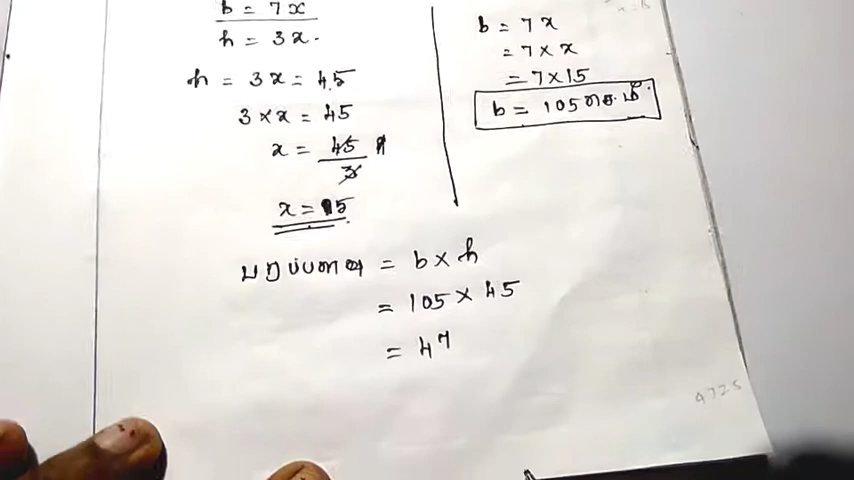 b = 7x
h = 3x.
h = 3x = 45
3 × x = 45
x = 45/3
x = 15
b = 7x
= 7 × x
= 7 × 15
b = 105 செ.மீ.
பரப்பளவு = b × h
= 105 × 45
= 47
4725